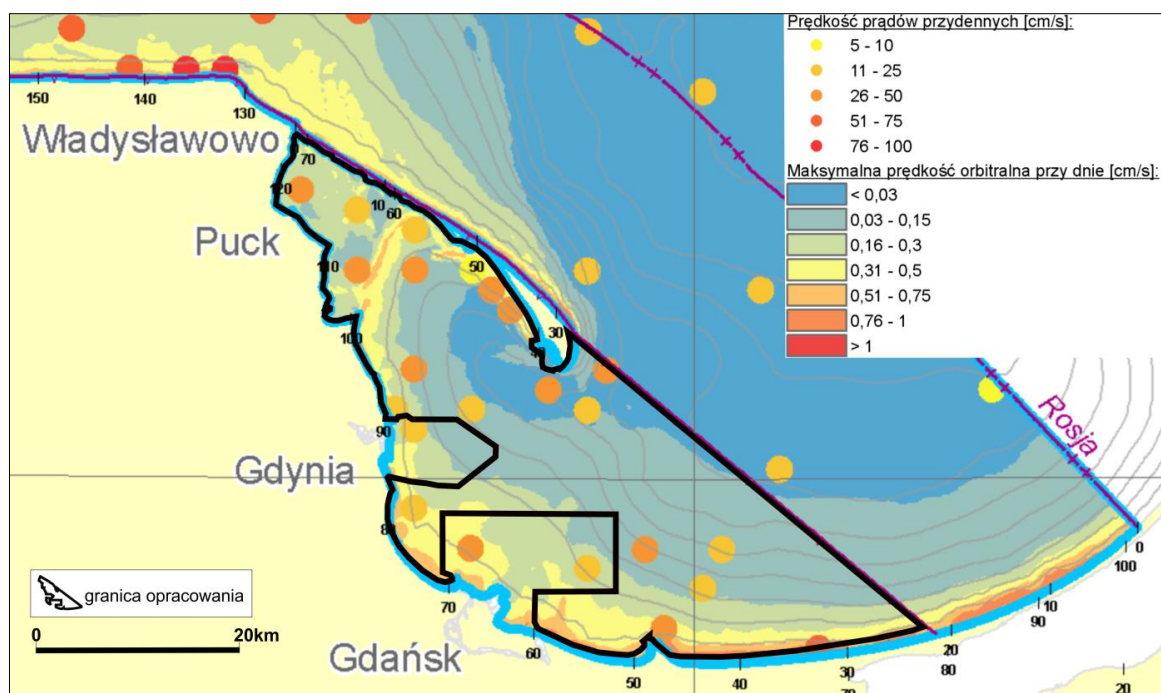 Prędkość prądów przydennych [cm/s]:
5 - 10
11 - 25
26 - 50
51 - 75
76 - 100
Maksymalna prędkość orbitralna przy dnie [cm/s]:
< 0,03
0,03 - 0,15
0,16 - 0,3
0,31 - 0,5
0,51 - 0,75
0,76 - 1
> 1
150
140
130
Władysławowo
70
120
10
60
Puck
50
110
30
100
Rosja
90
Gdynia
80
0
100
granica opracowania
70
10
90
0
20km
Gdańsk
60
20
80
50
40
30
70
20